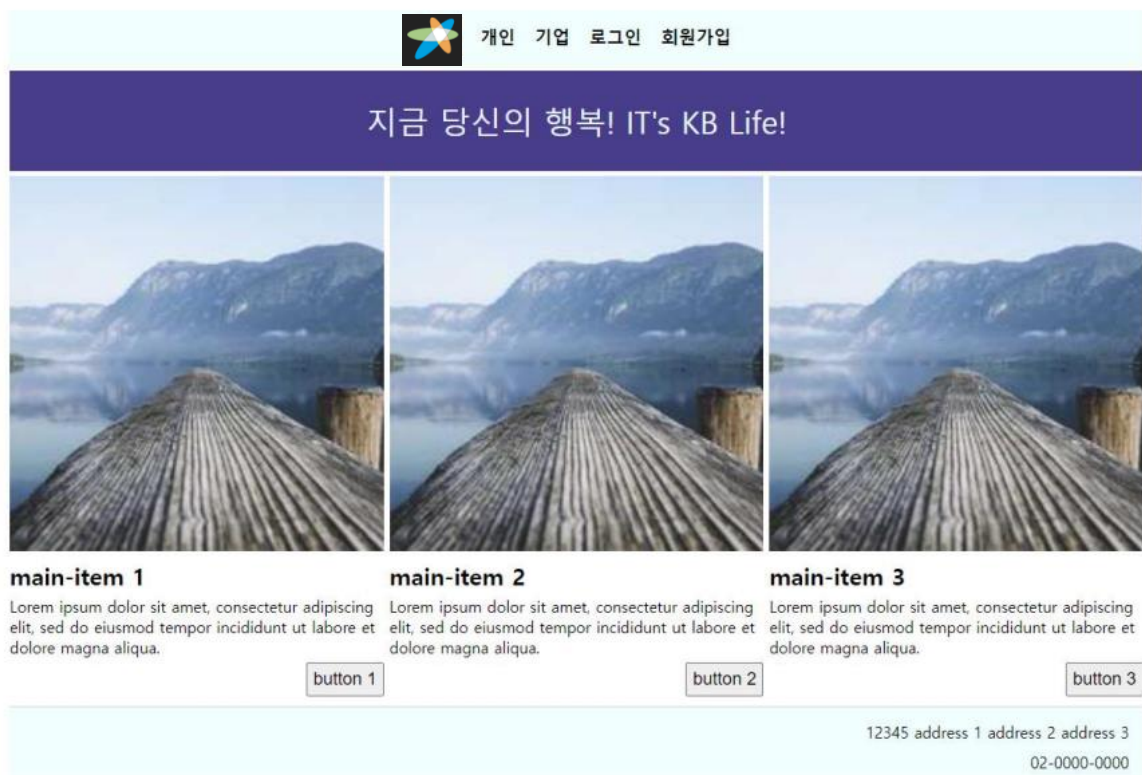 개인 기업 로그인 회원가입
지금 당신의 행복! IT's KB Life!
main-item 1
Lorem ipsum dolor sit amet, consectetur adipiscing
elit, sed do eiusmod tempor incididunt ut labore et
dolore magna aliqua.
button 1
main-item 2
Lorem ipsum dolor sit amet, consectetur adipiscing
elit, sed do eiusmod tempor incididunt ut labore et
dolore magna aliqua.
button 2
main-item 3
Lorem ipsum dolor sit amet, consectetur adipiscing
elit, sed do eiusmod tempor incididunt ut labore et
dolore magna aliqua.
button 3
12345 address 1 address 2 address 3
02-0000-0000